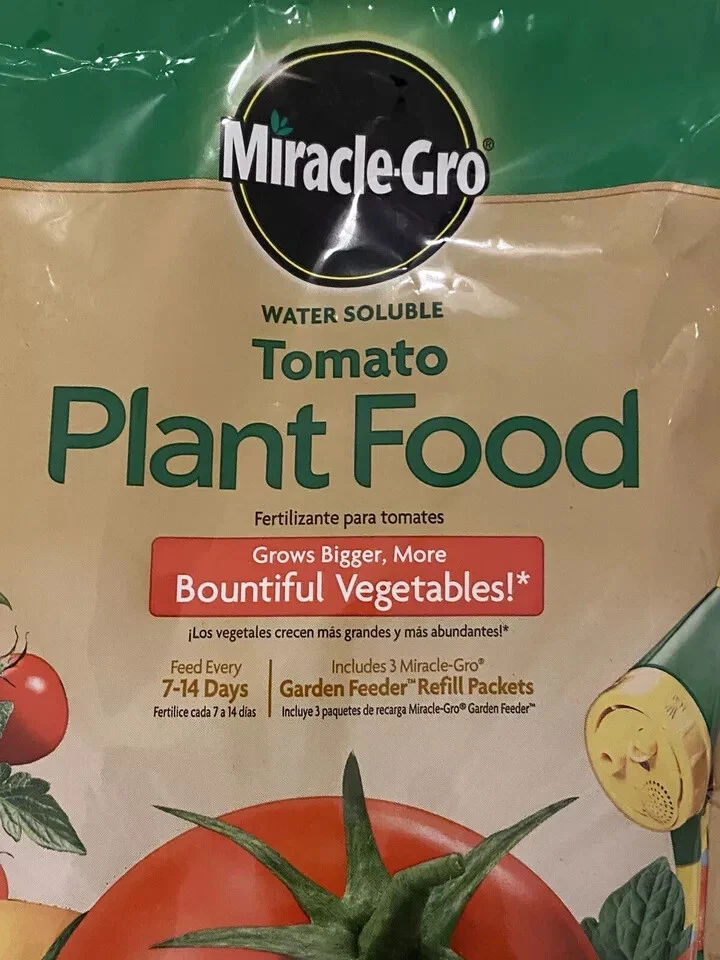 Miracle-Gro®
WATER SOLUBLE
Tomato
Plant Food
Fertilizante para tomates
Grows Bigger, More
Bountiful Vegetables!*
¡Los vegetales crecen más grandes y más abundantes!*
Feed Every
7-14 Days
Fertilice cada 7 a 14 días
Includes 3 Miracle-Gro®
Garden Feeder™ Refill Packets
Incluye 3 paquetes de recarga Miracle-Gro® Garden Feeder™